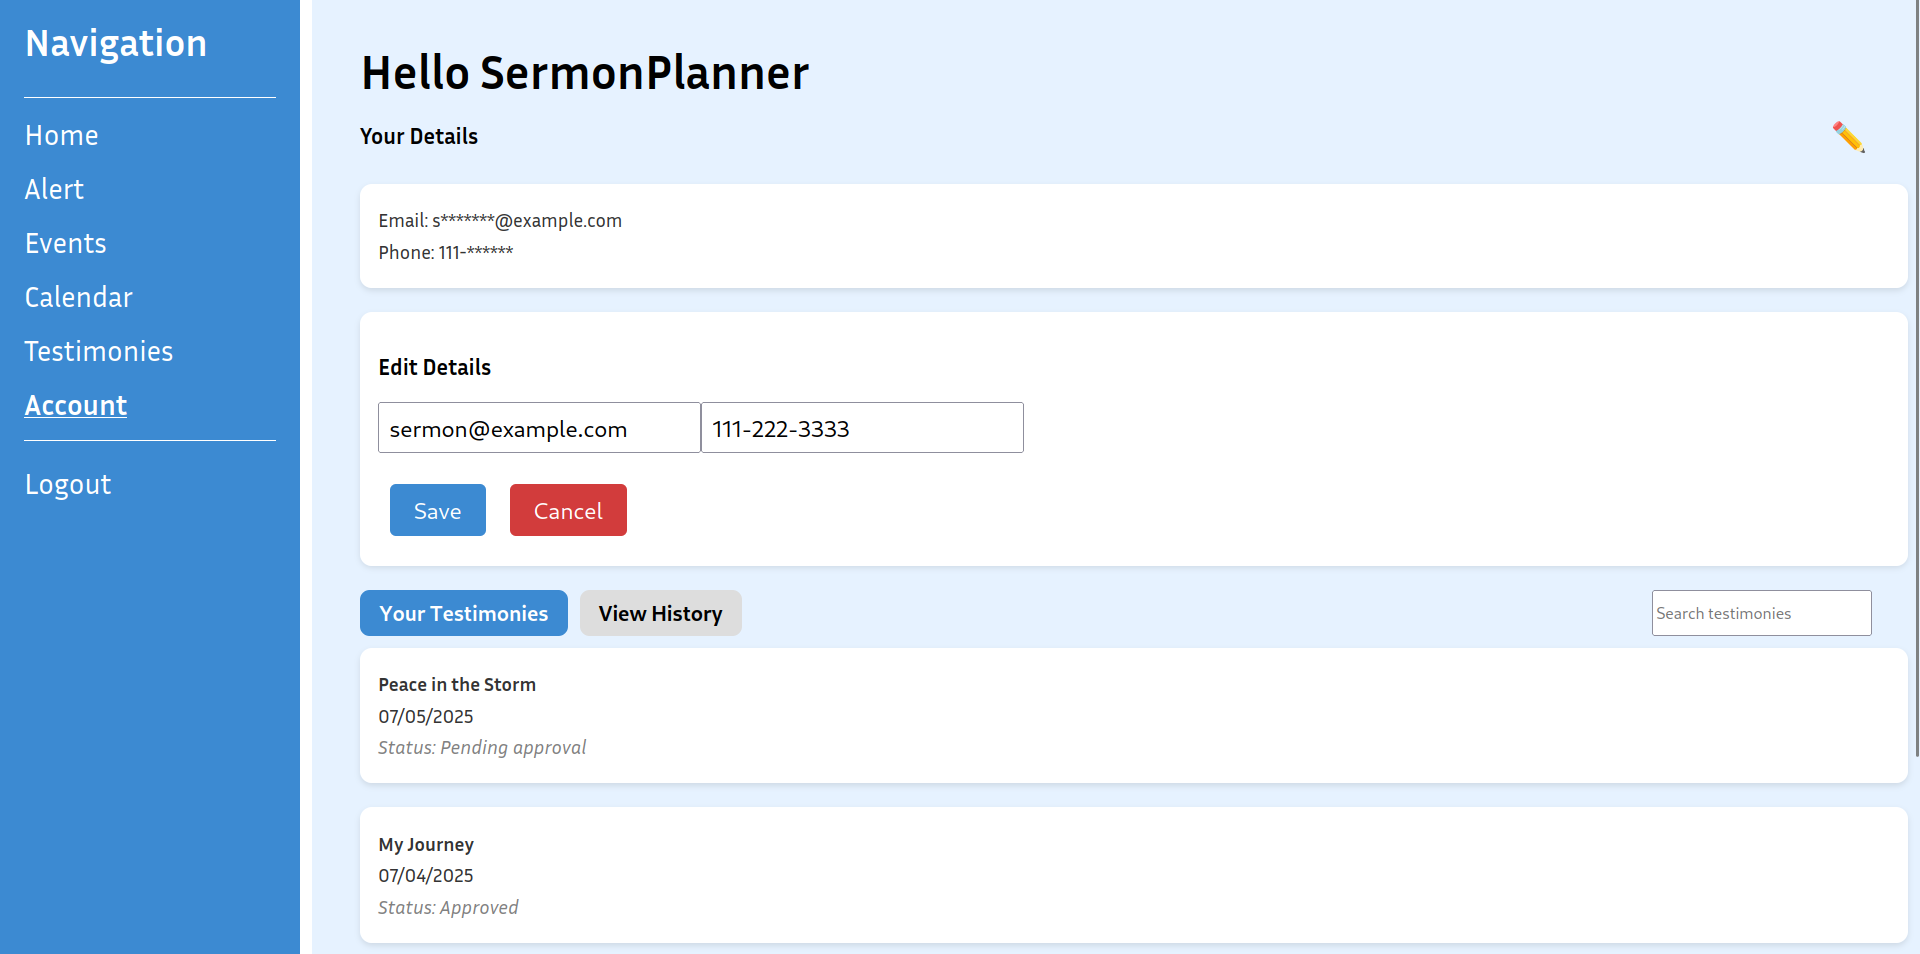 Navigation
Home
Alert
Events
Calendar
Testimonies
Account
Logout
Hello SermonPlanner
Your Details
Email: s*******@example.com
Phone: 111-******
Edit Details
sermon@example.com 111-222-3333
Save Cancel
Your Testimonies View History Search testimonies
Peace in the Storm
07/05/2025
Status: Pending approval
My Journey
07/04/2025
Status: Approved